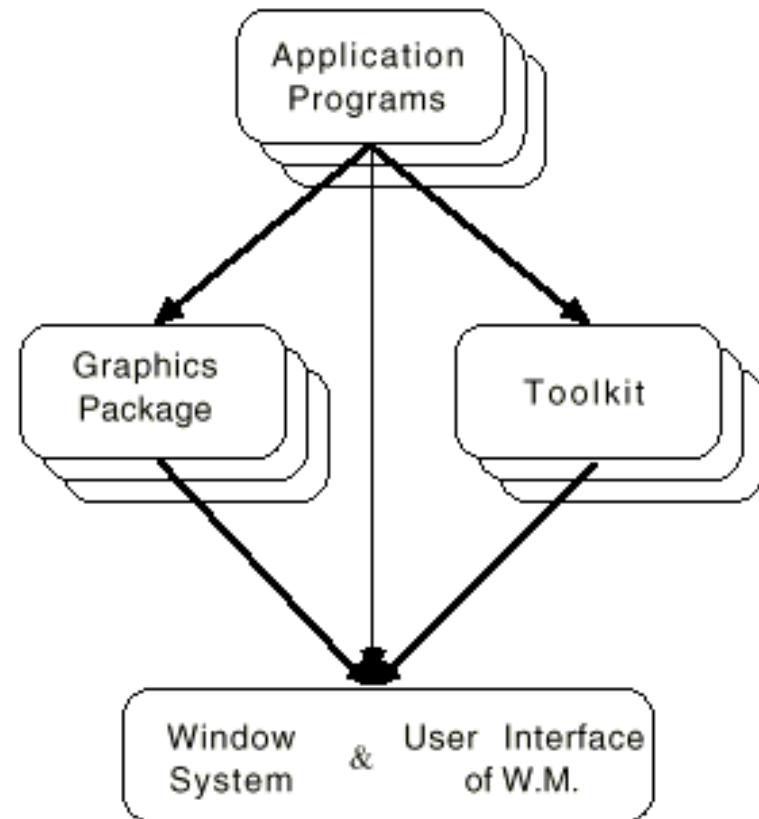 Application
Programs
Graphics
Package
Toolkit
Window
System
&
User Interface
of W.M.